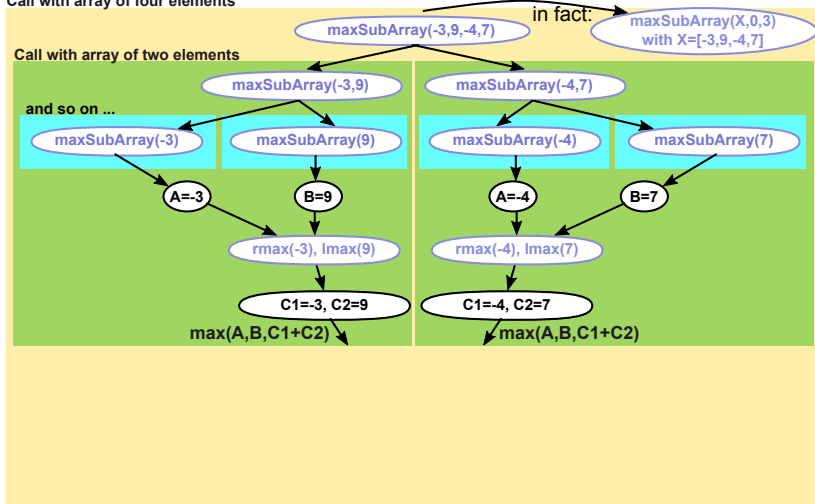 Call with array of four elements
in fact:
maxSubArray(-3,9,-4,7)
maxSubArray(X,0,3)
with X=[-3,9,-4,7]
Call with array of two elements
maxSubArray(-3,9)
maxSubArray(-4,7)
and so on ...
maxSubArray(-3)
maxSubArray(9)
maxSubArray(-4)
maxSubArray(7)
A=-3
B=9
A=-4
B=7
rmax(-3), lmax(9)
rmax(-4), lmax(7)
C1=-3, C2=9
C1=-4, C2=7
max(A,B,C1+C2)
max(A,B,C1+C2)